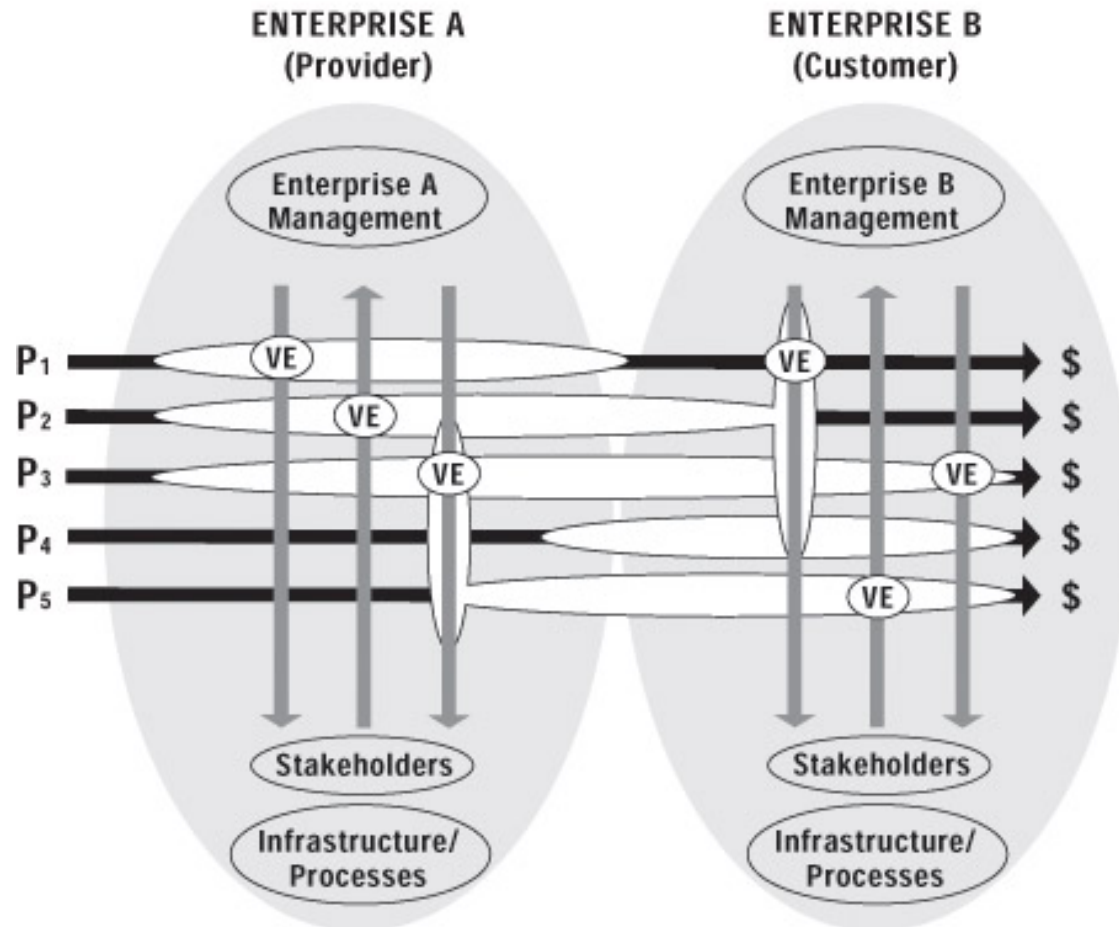 ENTERPRISE A
(Provider)
ENTERPRISE B
(Customer)
Enterprise A
Management
Enterprise B
Management
P1 VE VE $
P2 VE $
P3 VE VE $
P4 $
P5 VE $
Stakeholders
Stakeholders
Infrastructure/
Processes
Infrastructure/
Processes